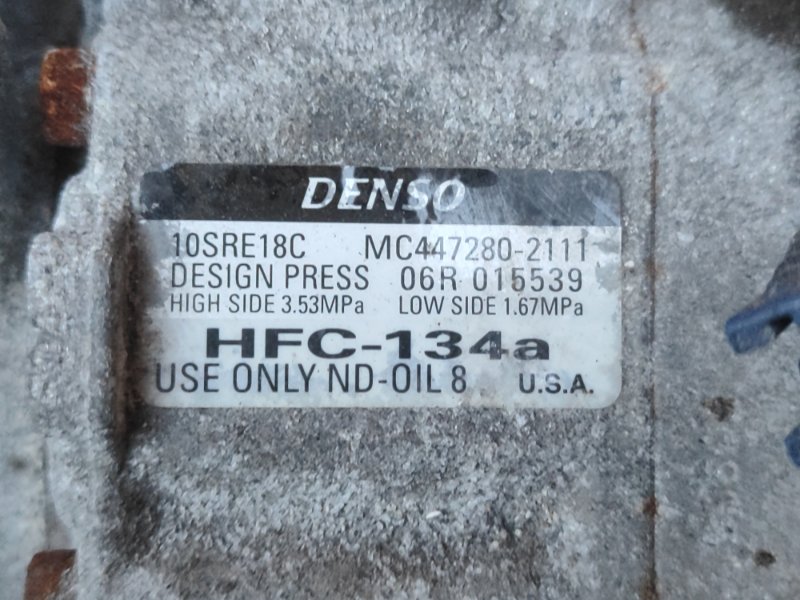 DENSO
10SRE18C MC447280-2111
DESIGN PRESS 06R 015539
HIGH SIDE 3.53MPa LOW SIDE 1.67MPa
HFC-134a
USE ONLY ND-OIL 8 U.S.A.